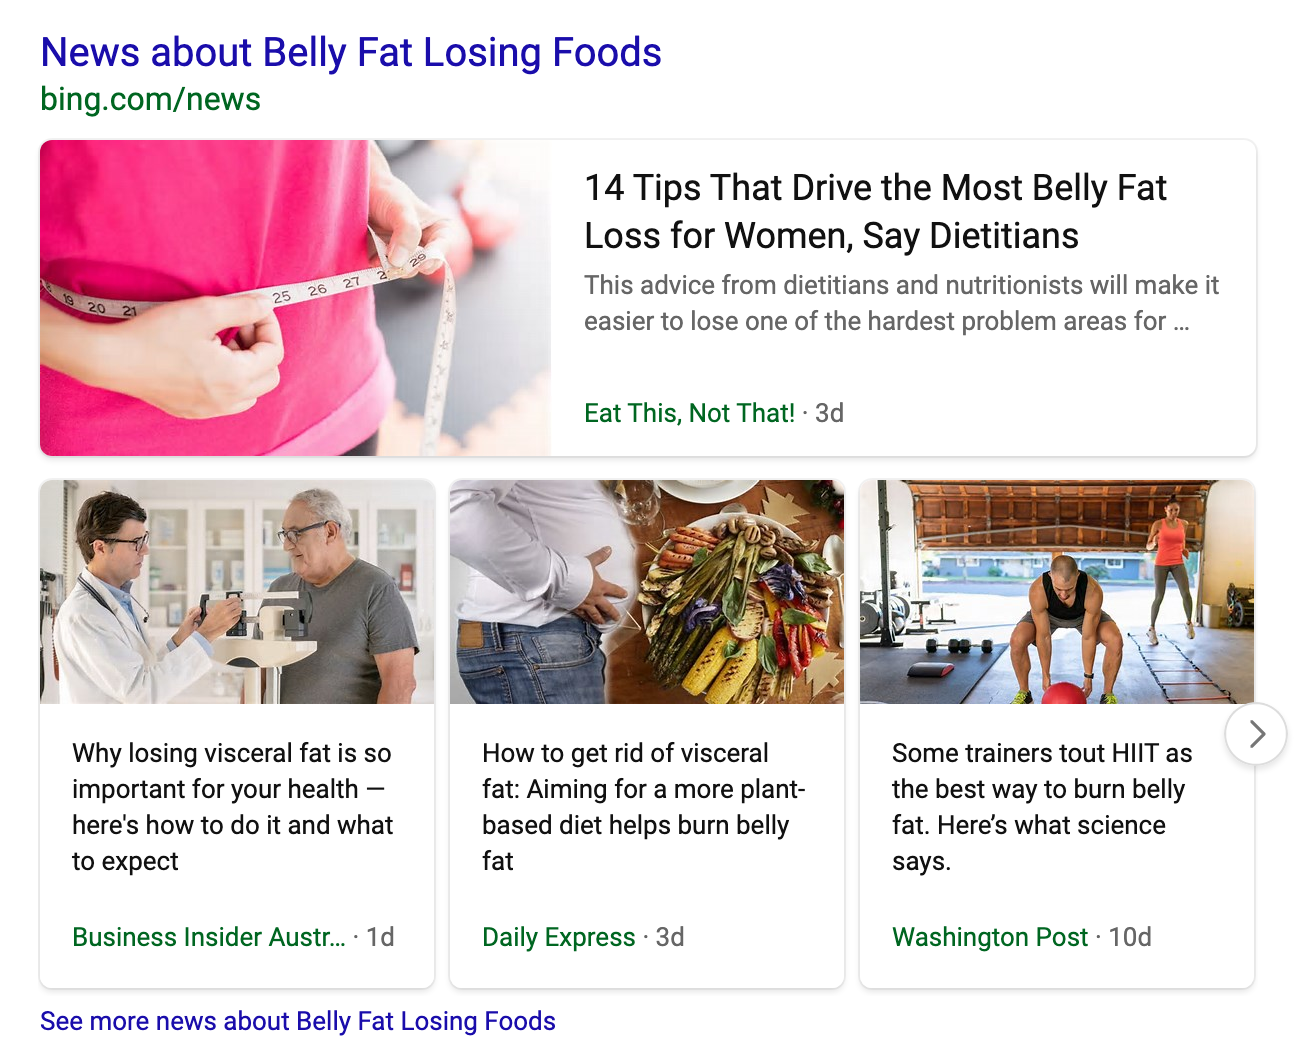 News about Belly Fat Losing Foods
bing.com/news
14 Tips That Drive the Most Belly Fat
Loss for Women, Say Dietitians
This advice from dietitians and nutritionists will make it
easier to lose one of the hardest problem areas for ...
Eat This, Not That! · 3d
19 20 21 25 26 27 2 29
Why losing visceral fat is so
important for your health —
here's how to do it and what
to expect
Business Insider Austr... · 1d
How to get rid of visceral
fat: Aiming for a more plant-
based diet helps burn belly
fat
Daily Express · 3d
Some trainers tout HIIT as
the best way to burn belly
fat. Here’s what science
says.
Washington Post · 10d
See more news about Belly Fat Losing Foods